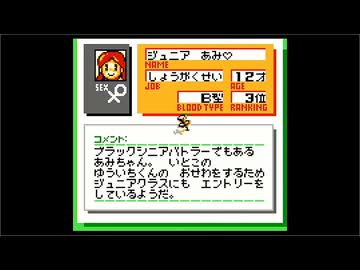 ジュニア あみ♡
NAME
しょうがくせい 12才
JOB AGE
SEX
B型 3位
BLOOD TYPE RANKING
コメント:
ブラックシニアバトラーでもある
あみちゃん。 いとこの
ゆういちくんの おせわをするため
ジュニアクラスにも エントリーを
しているようだ。